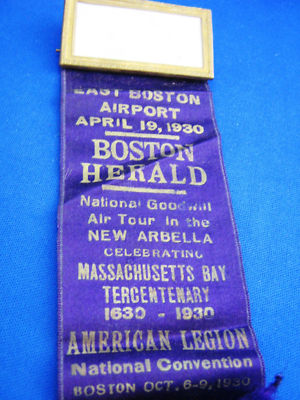 EAST BOSTON
AIRPORT
APRIL 19, 1930
BOSTON
HERALD
National Goodwill
Air Tour in the
NEW ARBELLA
CELEBRATING
MASSACHUSETTS BAY
TERCENTENARY
1630 - 1930
AMERICAN LEGION
National Convention
BOSTON OCT. 6-9, 1930